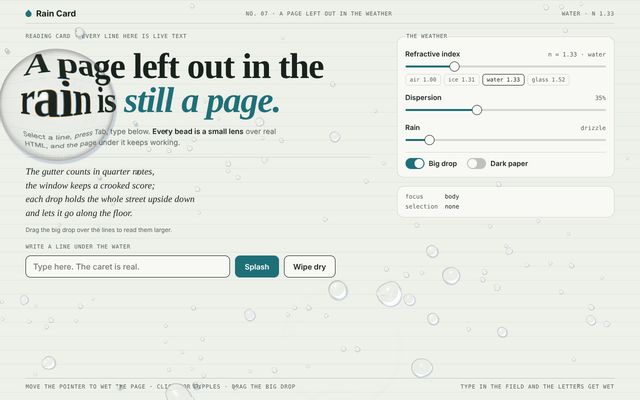 Rain Card
NO. 07 · A PAGE LEFT OUT IN THE WEATHER
WATER · N 1.33
READING CARD · EVERY LINE HERE IS LIVE TEXT
A page left out in the
rain is still a page.
Select a line, press Tab, type below. Every bead is a small lens over real
HTML, and the page under it keeps working.
The gutter counts in quarter notes,
the window keeps a crooked score;
each drop holds the whole street upside down
and lets it go along the floor.
Drag the big drop over the lines to read them larger.
WRITE A LINE UNDER THE WATER
Type here. The caret is real.
Splash
Wipe dry
THE WEATHER
Refractive index
n = 1.33 · water
air 1.00
ice 1.31
water 1.33
glass 1.52
Dispersion
35%
Rain
drizzle
Big drop
Dark paper
focus body
selection none
MOVE THE POINTER TO WET THE PAGE · CLICK FOR RIPPLES · DRAG THE BIG DROP
TYPE IN THE FIELD AND THE LETTERS GET WET